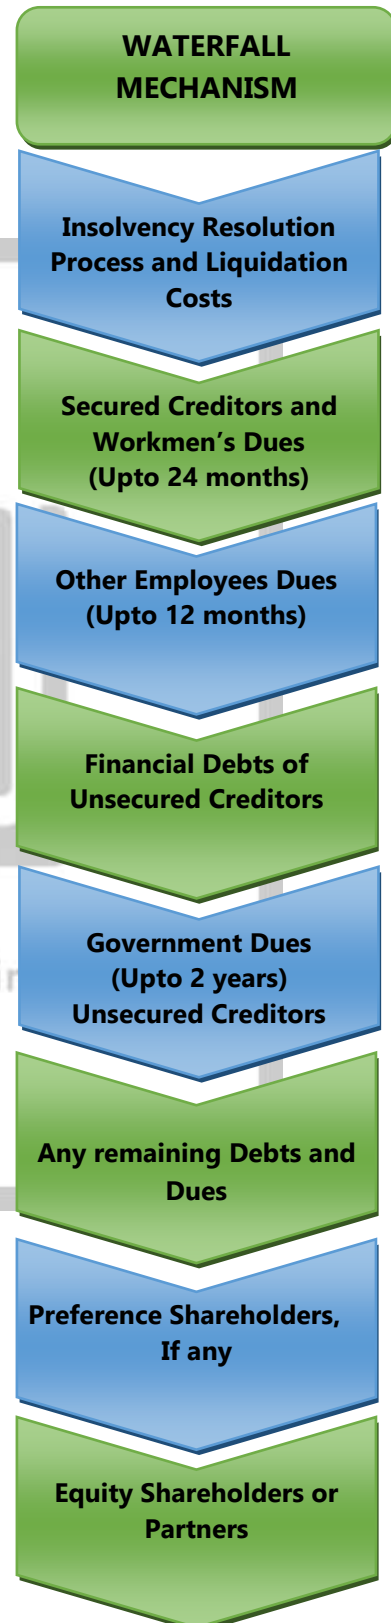 WATERFALL
MECHANISM
Insolvency Resolution
Process and Liquidation
Costs
Secured Creditors and
Workmen's Dues
(Upto 24 months)
Other Employees Dues
(Upto 12 months)
Financial Debts of
Unsecured Creditors
Government Dues
(Upto 2 years)
Unsecured Creditors
Any remaining Debts and
Dues
Preference Shareholders,
If any
Equity Shareholders or
Partners